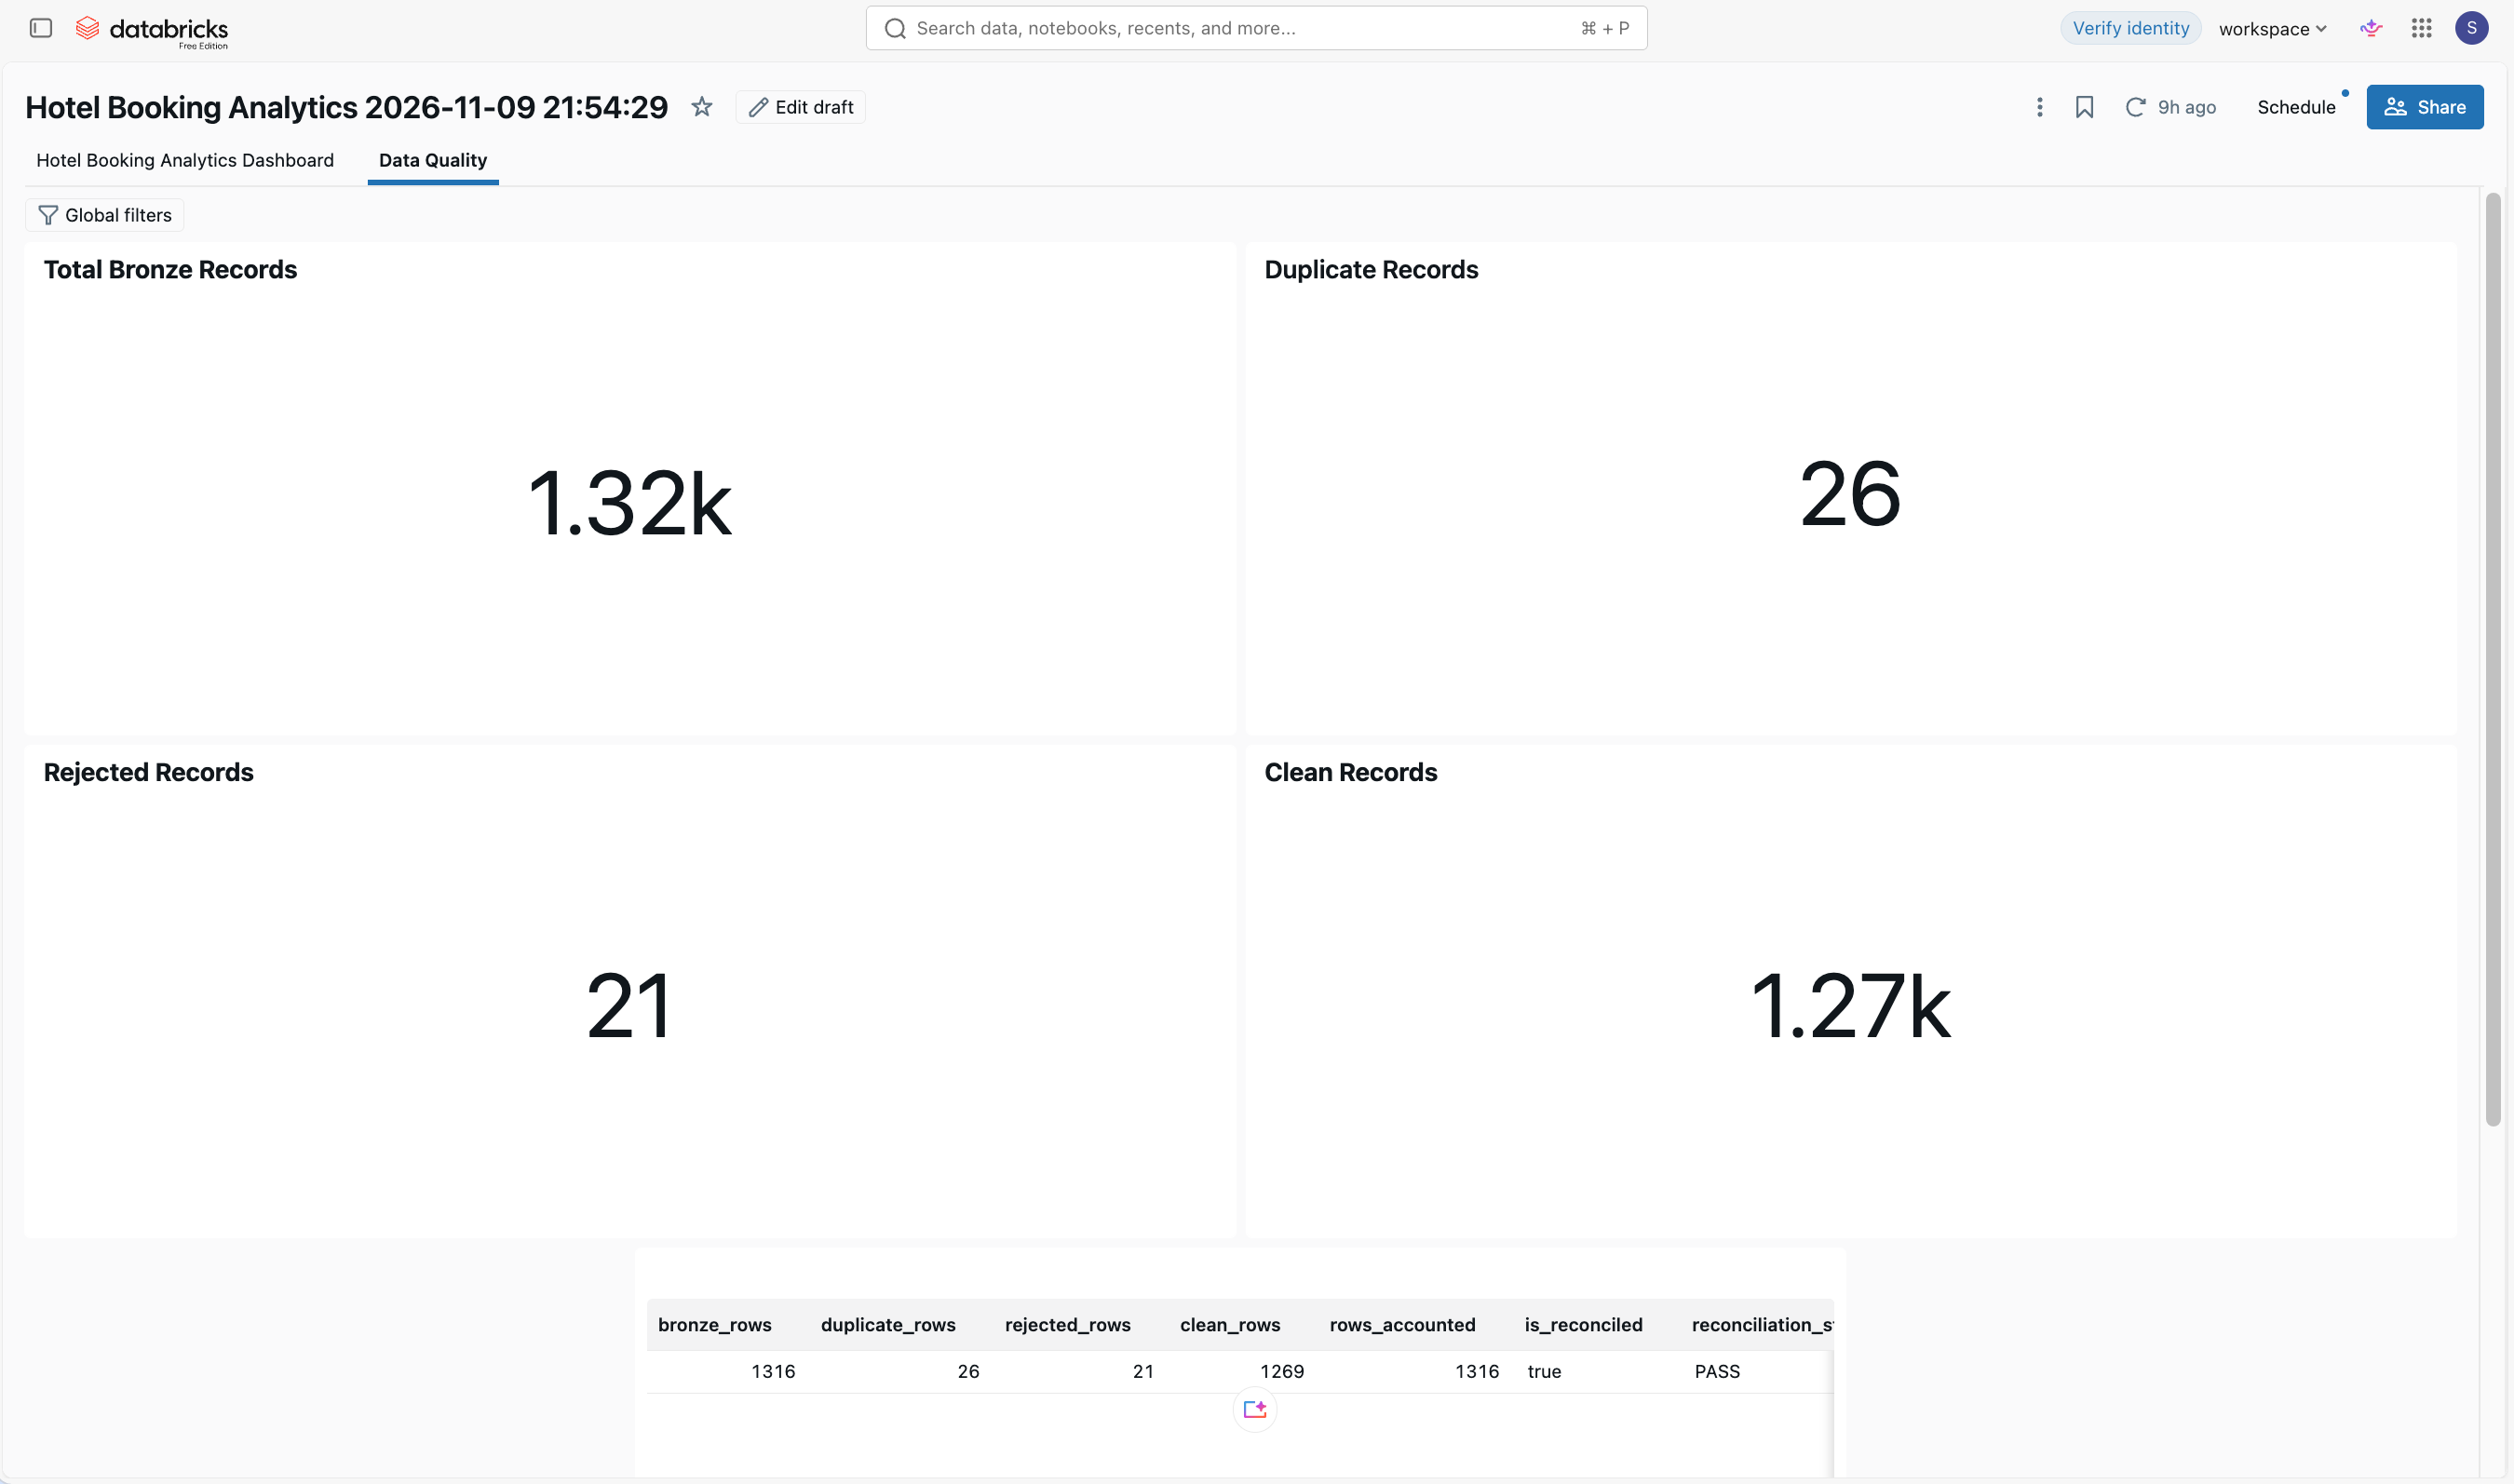 databricks
Free Edition
Search data, notebooks, recents, and more...
⌘ + P
Verify identity
workspace
S
Hotel Booking Analytics 2026-11-09 21:54:29
Edit draft
9h ago
Schedule
Share
Hotel Booking Analytics Dashboard
Data Quality
Global filters
Total Bronze Records
1.32k
Duplicate Records
26
Rejected Records
21
Clean Records
1.27k
bronze_rows duplicate_rows rejected_rows clean_rows rows_accounted is_reconciled reconciliation_s
1316 26 21 1269 1316 true PASS